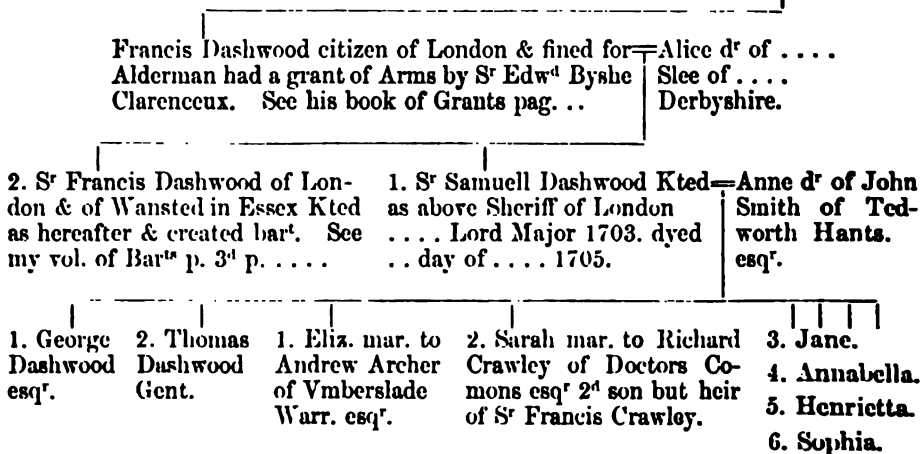 Francis Dashwood citizen of London & fined for
Alderman had a grant of Arms by Sʳ Edwᵈ Byshe
Clarenceux. See his book of Grants pag. . .
Alice dʳ of . . . .
Slee of . . . .
Derbyshire.
2. Sʳ Francis Dashwood of Lon-
don & of Wansted in Essex Kted
as hereafter & created barᵗ. See
my vol. of Barᵗˢ p. 3ᵈ p. . . . . .
1. Sʳ Samuell Dashwood Kted
as above Sheriff of London
. . . . Lord Major 1703. dyed
. . day of . . . . 1705.
Anne dʳ of John
Smith of Ted-
worth Hants.
esqʳ.
1. George
Dashwood
esqʳ.
2. Thomas
Dashwood
Gent.
1. Eliz. mar. to
Andrew Archer
of Vmberslade
Warr. esqʳ.
2. Sarah mar. to Richard
Crawley of Doctors Co-
mons esqʳ 2ᵈ son but heir
of Sʳ Francis Crawley.
3. Jane.
4. Annabella.
5. Henrietta.
6. Sophia.